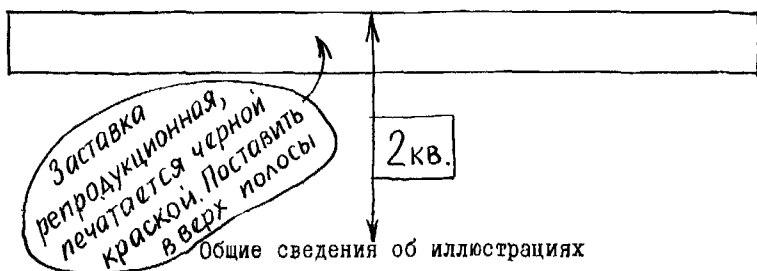 Заставка
репродукционная,
печатается черной
краской. Поставить
в верх полосы
2кв.
Общие сведения об иллюстрациях